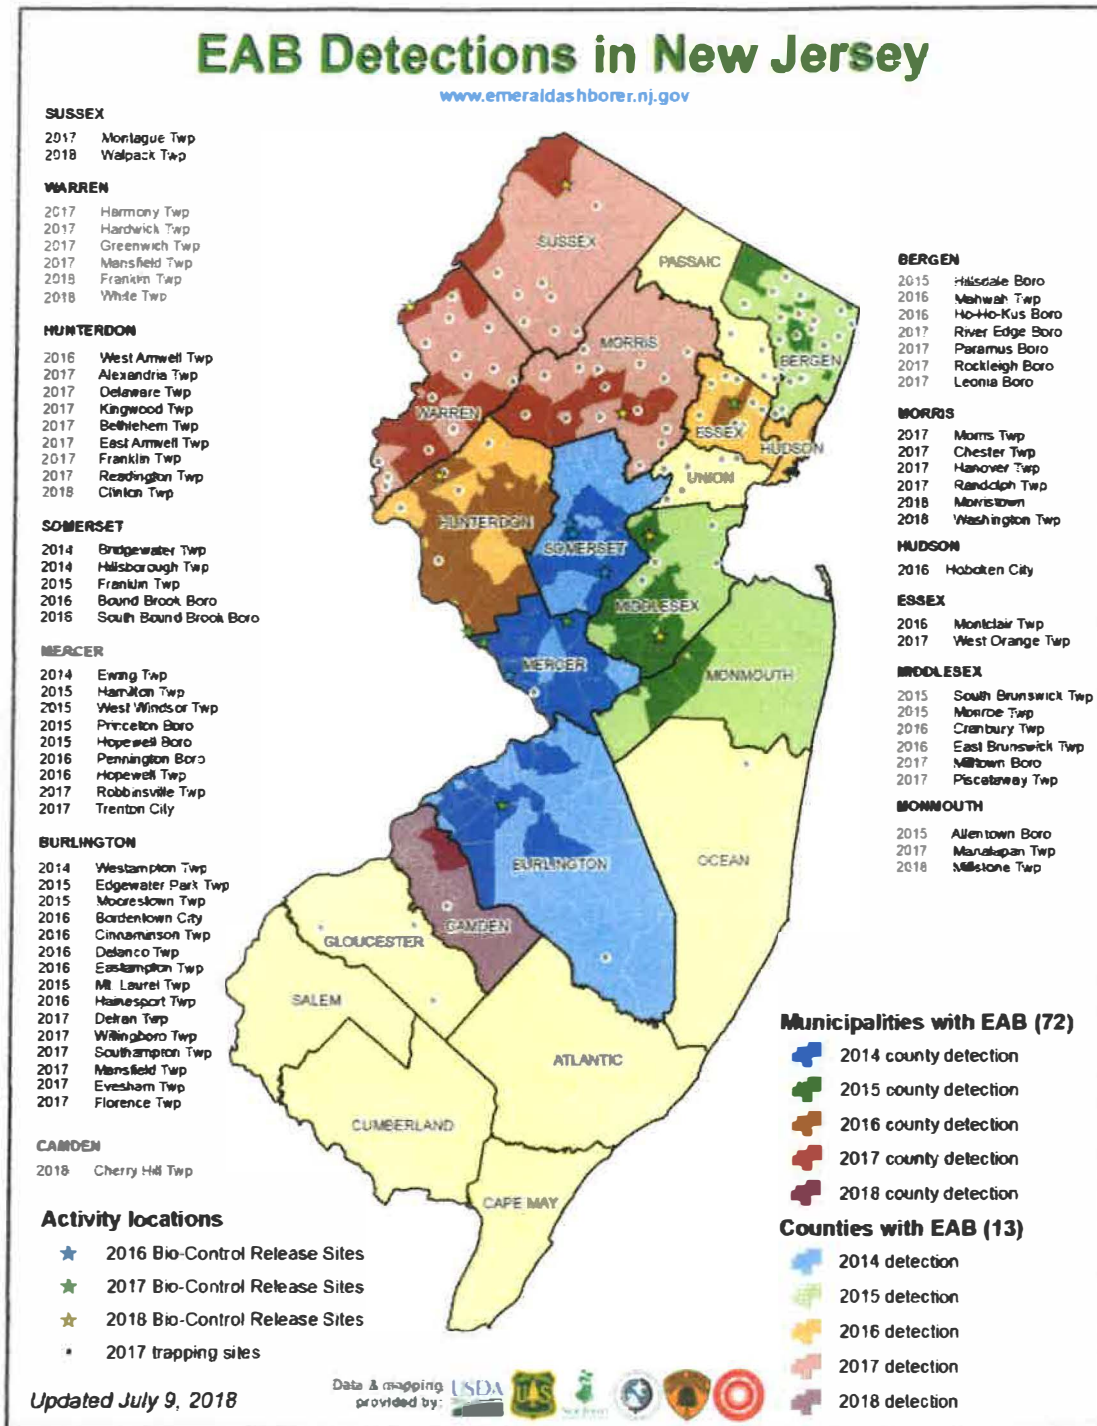 EAB Detections in New Jersey
www.emeraldashborer.nj.gov
SUSSEX
2017 Montague Twp
2018 Walpack Twp
WARREN
2017 Harmony Twp
2017 Hardwick Twp
2017 Greenwich Twp
2017 Mansfield Twp
2018 Franklin Twp
2018 White Twp
HUNTERDON
2016 West Amwell Twp
2017 Alexandria Twp
2017 Delaware Twp
2017 Kingwood Twp
2017 Bethlehem Twp
2017 East Amwell Twp
2017 Franklin Twp
2017 Readington Twp
2018 Clinton Twp
SOMERSET
2014 Bridgewater Twp
2014 Hillsborough Twp
2015 Franklin Twp
2016 Bound Brook Boro
2016 South Bound Brook Boro
MERCER
2014 Ewing Twp
2015 Hamilton Twp
2015 West Windsor Twp
2015 Princeton Boro
2015 Hopewell Boro
2016 Pennington Boro
2016 Hopewell Twp
2017 Robbinsville Twp
2017 Trenton City
BURLINGTON
2014 Westampton Twp
2015 Edgewater Park Twp
2015 Moorestown Twp
2016 Bordentown City
2016 Cinnaminson Twp
2016 Delanco Twp
2016 Eastampton Twp
2015 Mt. Laurel Twp
2016 Hainesport Twp
2017 Delran Twp
2017 Willingboro Twp
2017 Southampton Twp
2017 Mansfield Twp
2017 Evesham Twp
2017 Florence Twp
CAMDEN
2018 Cherry Hill Twp
SUSSEX
PASSAIC
MORRIS
BERGEN
WARREN
ESSEX
HUDSON
UNION
HUNTERDON
SOMERSET
MIDDLESEX
MERCER
MONMOUTH
BURLINGTON
OCEAN
CAMDEN
GLOUCESTER
SALEM
ATLANTIC
CUMBERLAND
CAPE MAY
BERGEN
2015 Hillsdale Boro
2016 Mahwah Twp
2016 Ho-Ho-Kus Boro
2017 River Edge Boro
2017 Paramus Boro
2017 Rockleigh Boro
2017 Leonia Boro
MORRIS
2017 Morris Twp
2017 Chester Twp
2017 Hanover Twp
2017 Randolph Twp
2018 Morristown
2018 Washington Twp
HUDSON
2016 Hoboken City
ESSEX
2016 Montclair Twp
2017 West Orange Twp
MIDDLESEX
2015 South Brunswick Twp
2015 Monroe Twp
2016 Cranbury Twp
2016 East Brunswick Twp
2017 Milltown Boro
2017 Piscataway Twp
MONMOUTH
2015 Allentown Boro
2017 Manalapan Twp
2018 Millstone Twp
Municipalities with EAB (72)
2014 county detection
2015 county detection
2016 county detection
2017 county detection
2018 county detection
Counties with EAB (13)
2014 detection
2015 detection
2016 detection
2017 detection
2018 detection
Activity locations
2016 Bio-Control Release Sites
2017 Bio-Control Release Sites
2018 Bio-Control Release Sites
2017 trapping sites
Updated July 9, 2018
Data & mapping
provided by:
USDA